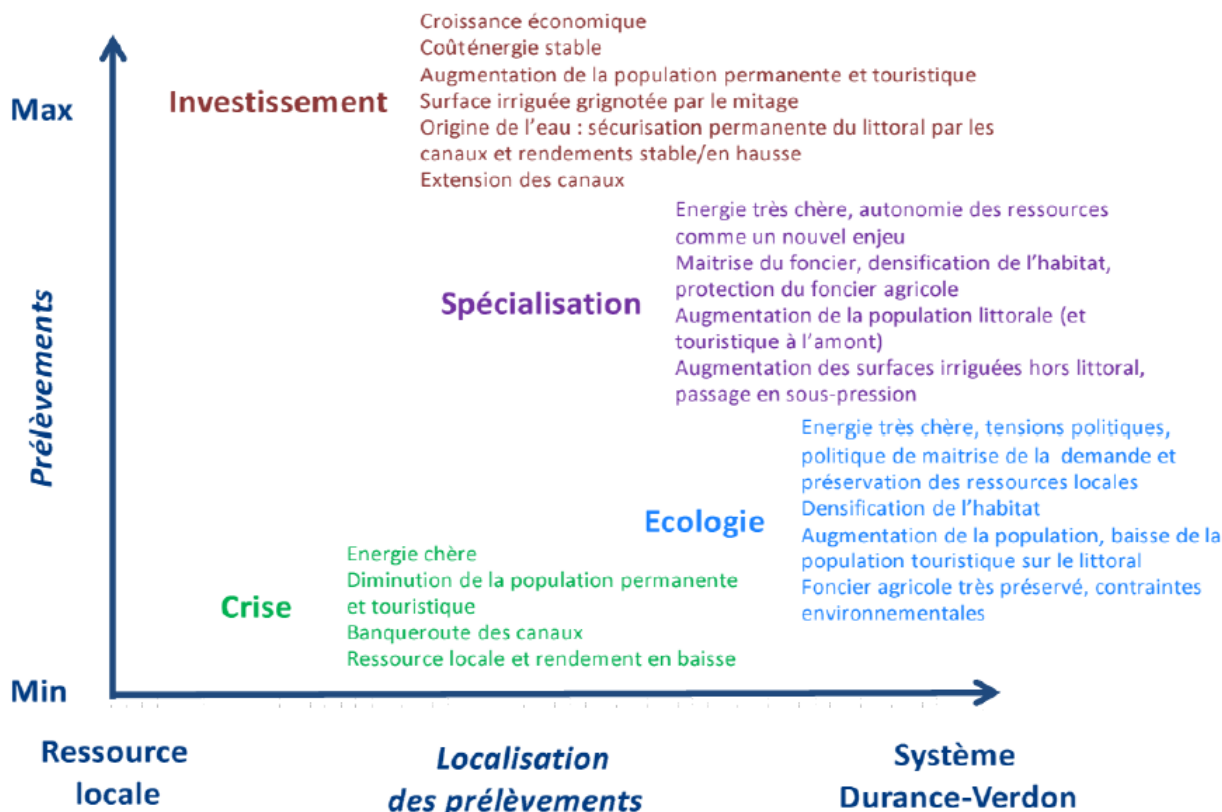 Croissance économique
Coûténergie stable
Augmentation de la population permanente et touristique
Surface irriguée grignotée par le mitage
Origine de l'eau : sécurisation permanente du littoral par les
canaux et rendements stable/en hausse
Extension des canaux
Investissement
Max
Energie très chère, autonomie des ressources
comme un nouvel enjeu
Maitrise du foncier, densification de l'habitat,
protection du foncier agricole
Augmentation de la population littorale (et
touristique à l'amont)
Augmentation des surfaces irriguées hors littoral,
passage en sous-pression
Spécialisation
Prélèvements
Energie très chère, tensions politiques,
politique de maitrise de la demande et
préservation des ressources locales
Densification de l'habitat
Augmentation de la population, baisse de la
population touristique sur le littoral
Foncier agricole très préservé, contraintes
environnementales
Ecologie
Energie chère
Diminution de la population permanente
et touristique
Banqueroute des canaux
Ressource locale et rendement en baisse
Crise
Min
Ressource
locale
Localisation
des prélèvements
Système
Durance-Verdon